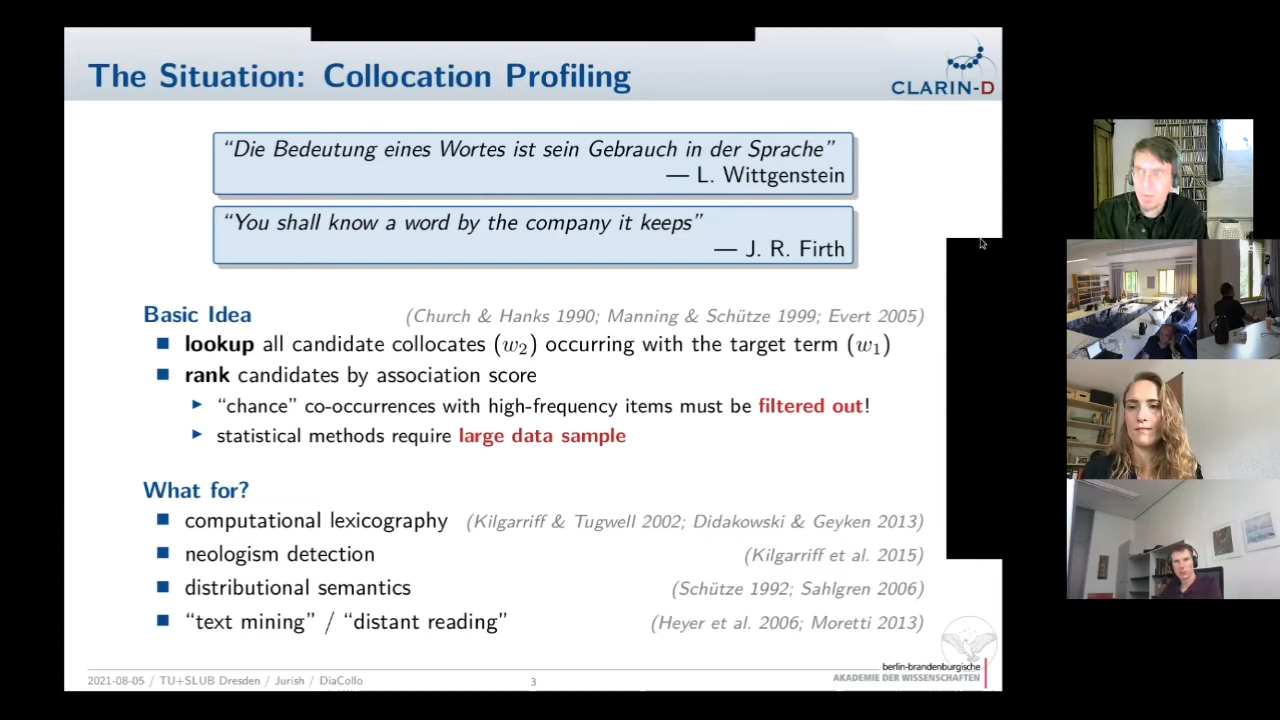 The Situation: Collocation Profiling
CLARIN-D
“Die Bedeutung eines Wortes ist sein Gebrauch in der Sprache”
— L. Wittgenstein
“You shall know a word by the company it keeps”
— J. R. Firth
Basic Idea (Church & Hanks 1990; Manning & Schütze 1999; Evert 2005)
lookup all candidate collocates (w₂) occurring with the target term (w₁)
rank candidates by association score
“chance” co-occurrences with high-frequency items must be filtered out!
statistical methods require large data sample
What for?
computational lexicography (Kilgarriff & Tugwell 2002; Didakowski & Geyken 2013)
neologism detection (Kilgarriff et al. 2015)
distributional semantics (Schütze 1992; Sahlgren 2006)
“text mining” / “distant reading” (Heyer et al. 2006; Moretti 2013)
berlin-brandenburgische
AKADEMIE DER WISSENSCHAFTEN
2021-08-05 / TU+SLUB Dresden / Jurish / DiaCollo 3